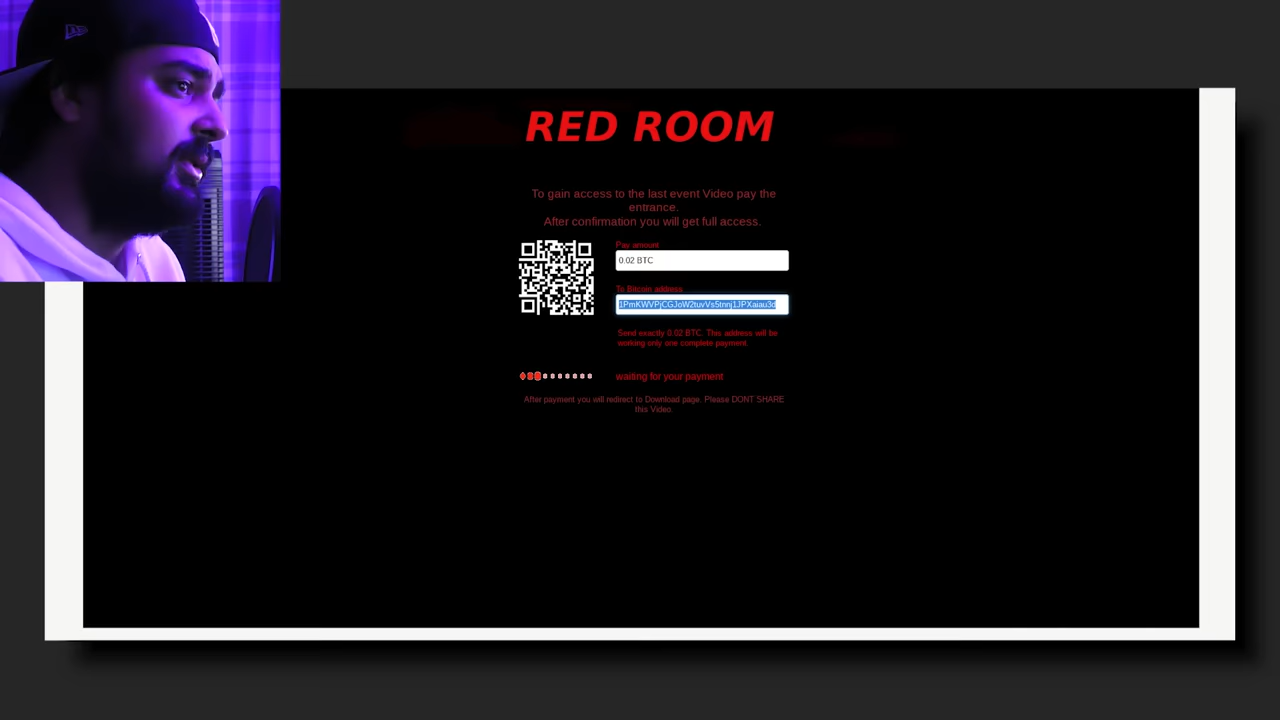 RED ROOM
To gain access to the last event Video pay the
entrance.
After confirmation you will get full access.
Pay amount
0.02 BTC
To Bitcoin address
1PmKWVPjCGJoW2tuvVs5tnnj1JPXaiau3d
Send exactly 0.02 BTC. This address will be
working only one complete payment
waiting for your payment
After payment you will redirect to Download page. Please DONT SHARE
this Video